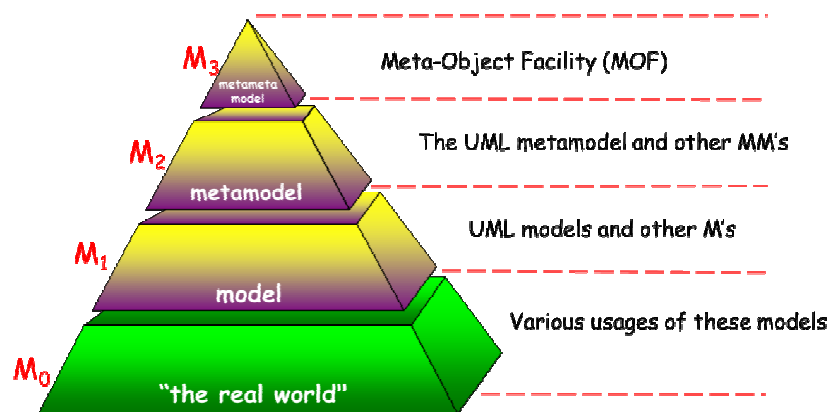 M3
metameta
model
Meta-Object Facility (MOF)
M2
metamodel
The UML metamodel and other MM's
M1
model
UML models and other M's
M0
"the real world"
Various usages of these models